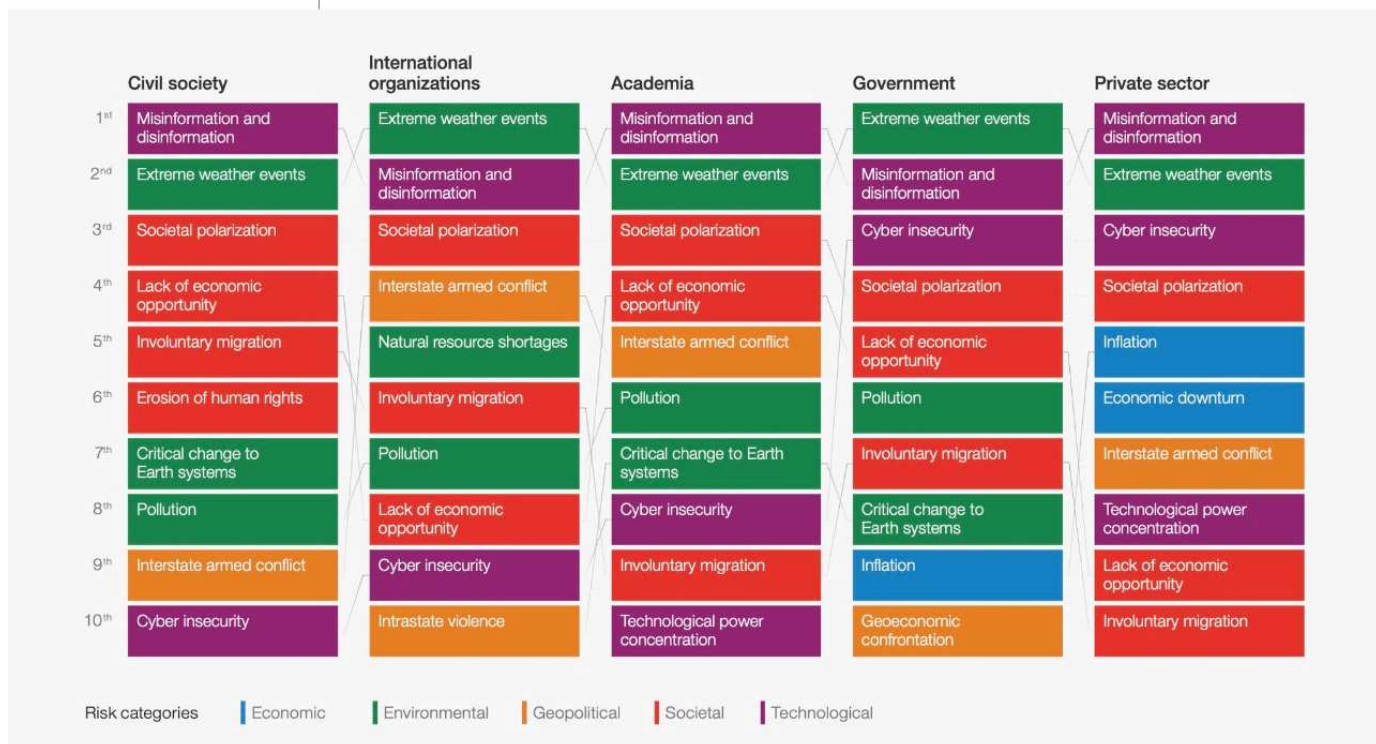 Civil society
International
organizations
Academia
Government
Private sector
1st
Misinformation and
disinformation
Extreme weather events
Misinformation and
disinformation
Extreme weather events
Misinformation and
disinformation
2nd
Extreme weather events
Misinformation and
disinformation
Extreme weather events
Misinformation and
disinformation
Extreme weather events
3rd
Societal polarization
Societal polarization
Societal polarization
Cyber insecurity
Cyber insecurity
4th
Lack of economic
opportunity
Interstate armed conflict
Lack of economic
opportunity
Societal polarization
Societal polarization
5th
Involuntary migration
Natural resource shortages
Interstate armed conflict
Lack of economic
opportunity
Inflation
6th
Erosion of human rights
Involuntary migration
Pollution
Pollution
Economic downturn
7th
Critical change to
Earth systems
Pollution
Critical change to Earth
systems
Involuntary migration
Interstate armed conflict
8th
Pollution
Lack of economic
opportunity
Cyber insecurity
Critical change to
Earth systems
Technological power
concentration
9th
Interstate armed conflict
Cyber insecurity
Involuntary migration
Inflation
Lack of economic
opportunity
10th
Cyber insecurity
Intrastate violence
Technological power
concentration
Geoeconomic
confrontation
Involuntary migration
Risk categories
Economic
Environmental
Geopolitical
Societal
Technological